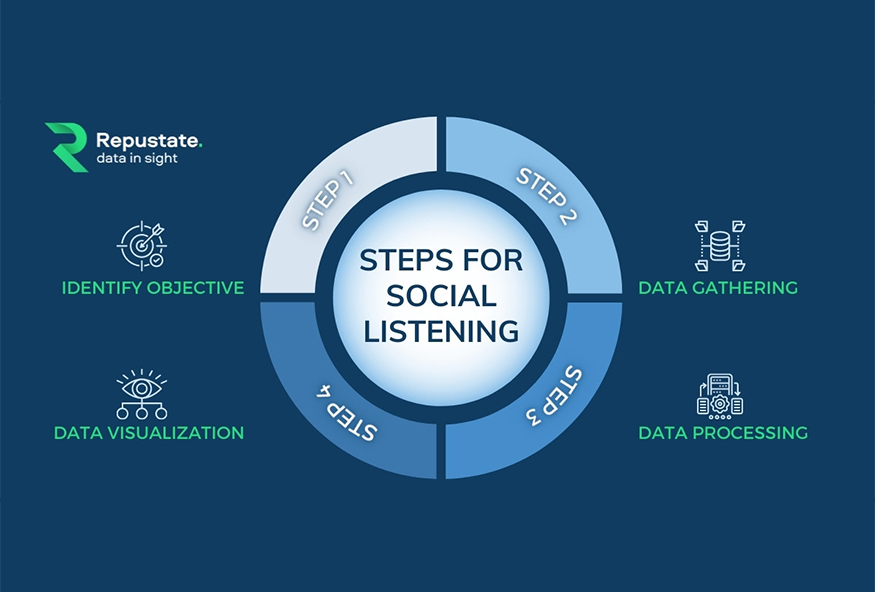 Repustate.
data in sight
STEP 1
STEP 2
IDENTIFY OBJECTIVE
STEPS FOR
SOCIAL
LISTENING
DATA GATHERING
STEP 4
STEP 3
DATA VISUALIZATION
DATA PROCESSING